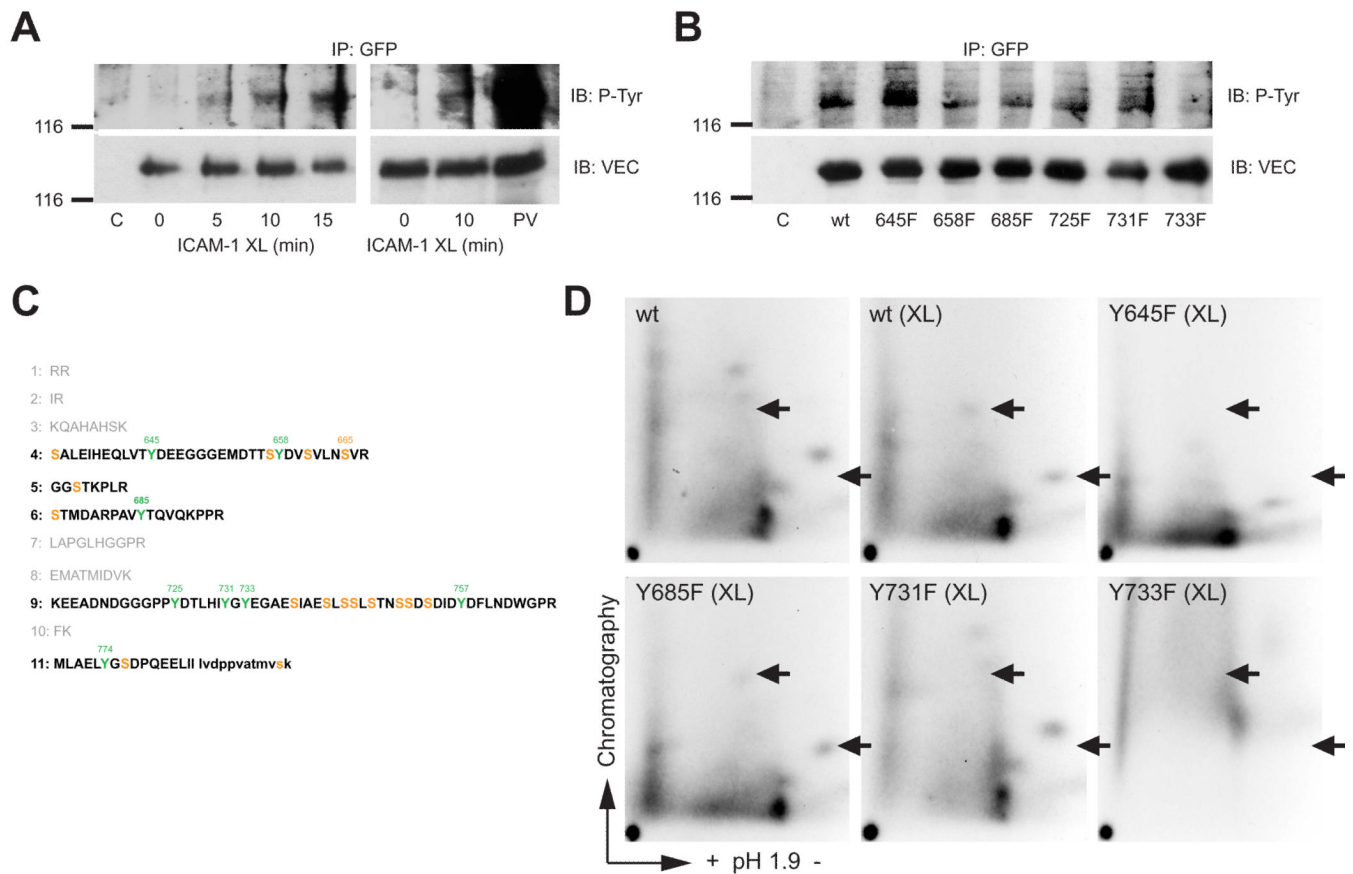 A
IP: GFP
IB: P-Tyr
116
IB: VEC
116
C 0 5 10 15 0 10 PV
ICAM-1 XL (min) ICAM-1 XL (min)
B
IP: GFP
IB: P-Tyr
116
IB: VEC
116
C wt 645F 658F 685F 725F 731F 733F
C
1: RR
2: IR
3: KQAHAHSK
645 658 665
4: SALEIHEQLVTYDEEGGGEMDTTSYDVSVLNSVR
5: GGSTKPLR
685
6: STMDARPAVYTQVQKPPR
7: LAPGLHGGPR
8: EMATMIDVK
725 731 733 757
9: KEEADNDGGGPPYDTLHIYGYEGAESIAESLSSLSTNSSDSDIDYDFLNDWGPR
10: FK
774
11: MLAELYGSDPQEELII lvdppvatmvsk
D
wt
wt (XL)
Y645F (XL)
Y685F (XL)
Y731F (XL)
Y733F (XL)
Chromatography
+ pH 1.9 -